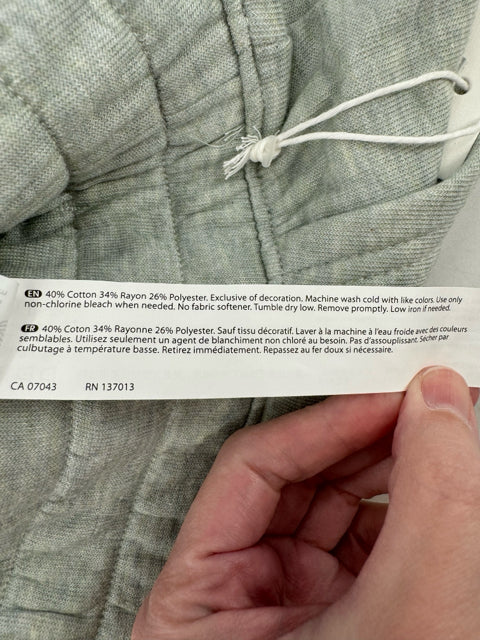 EN 40% Cotton 34% Rayon 26% Polyester. Exclusive of decoration. Machine wash cold with like colors. Use only
non-chlorine bleach when needed. No fabric softener. Tumble dry low. Remove promptly. Low iron if needed.
FR 40% Coton 34% Rayonne 26% Polyester. Sauf tissu décoratif. Laver à la machine à l'eau froide avec des couleurs
semblables. Utilisez seulement un agent de blanchiment non chloré au besoin. Pas d'assouplissant. Sécher par
culbutage à température basse. Retirez immédiatement. Repassez au fer doux si nécessaire.
CA 07043 RN 137013